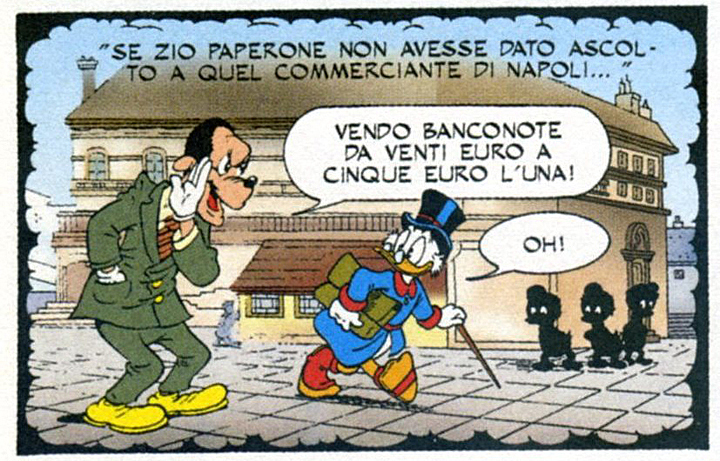 "SE ZIO PAPERONE NON AVESSE DATO ASCOL-
TO A QUEL COMMERCIANTE DI NAPOLI..."
VENDO BANCONOTE
DA VENTI EURO A
CINQUE EURO L'UNA!
OH!